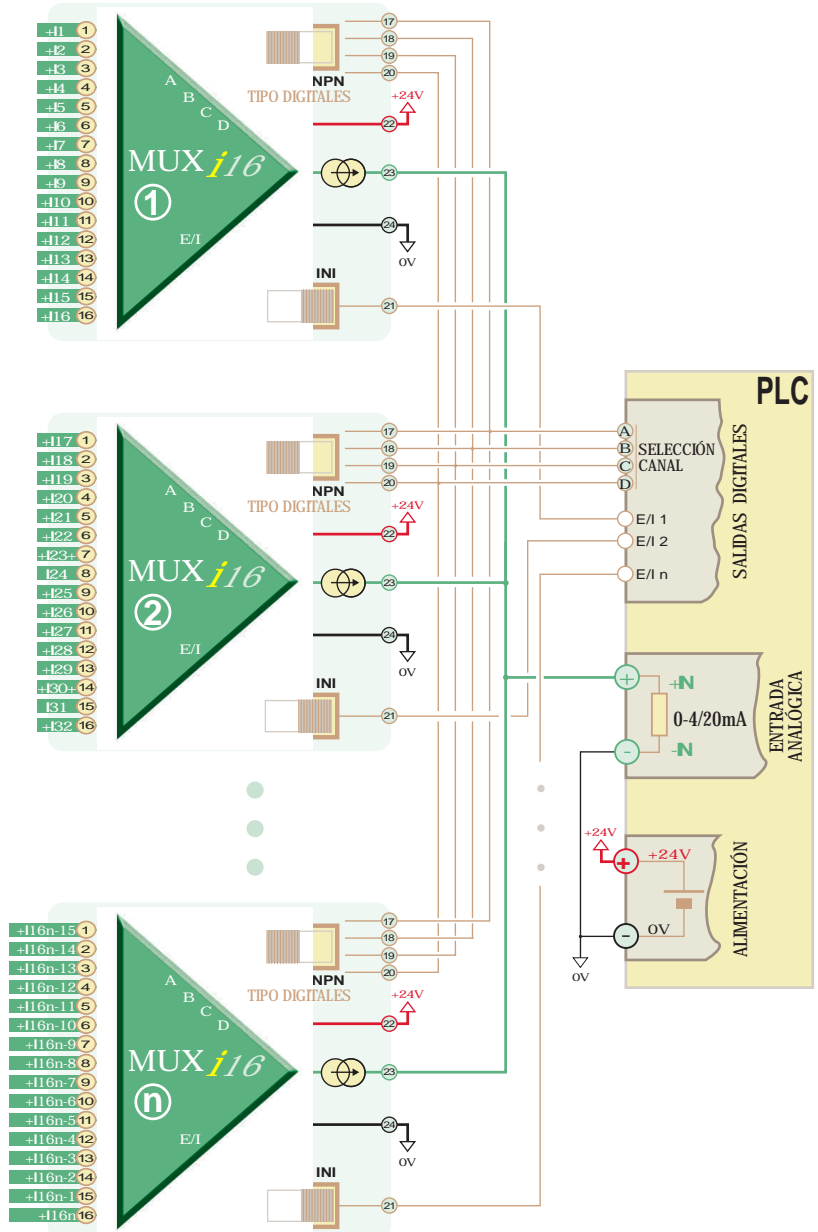 +I1 1
+I2 2
+I3 3
+I4 4
+I5 5
+I6 6
+I7 7
+I8 8
+I9 9
+I10 10
+I11 11
+I12 12
+I13 13
+I14 14
+I15 15
+I16 16
A
B
C
D
MUX i16
1
E/I
NPN
TIPO DIGITALES
INI
17
18
19
20
+24V
22
23
24
0V
21
+I17 1
+I18 2
+I19 3
+I20 4
+I21 5
+I22 6
+I23+ 7
I24 8
+I25 9
+I26 10
+I27 11
+I28 12
+I29 13
+I30+ 14
I31 15
+I32 16
A
B
C
D
MUX i16
2
E/I
NPN
TIPO DIGITALES
INI
17
18
19
20
+24V
22
23
24
0V
21
+I16n-15 1
+I16n-14 2
+I16n-13 3
+I16n-12 4
+I16n-11 5
+I16n-10 6
+I16n-9 7
+I16n-8 8
+I16n-7 9
+I16n-6 10
+I16n-5 11
+I16n-4 12
+I16n-3 13
+I16n-2 14
+I16n-1 15
+I16n 16
A
B
C
D
MUX i16
n
E/I
NPN
TIPO DIGITALES
INI
17
18
19
20
+24V
22
23
24
0V
21
PLC
A
B
C
D
SELECCIÓN
CANAL
E/I 1
E/I 2
E/I n
SALIDAS DIGITALES
+
+IN
0-4/20mA
-
-IN
ENTRADA
ANALÓGICA
+24V
+
+24V
-
0V
0V
ALIMENTACIÓN